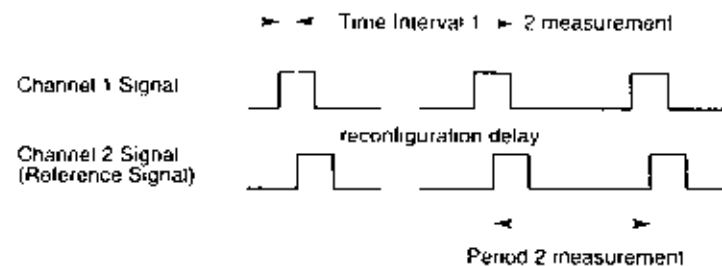 Time Interval 1 ► 2 measurement
Channel 1 Signal
reconfiguration delay
Channel 2 Signal
(Reference Signal)
Period 2 measurement